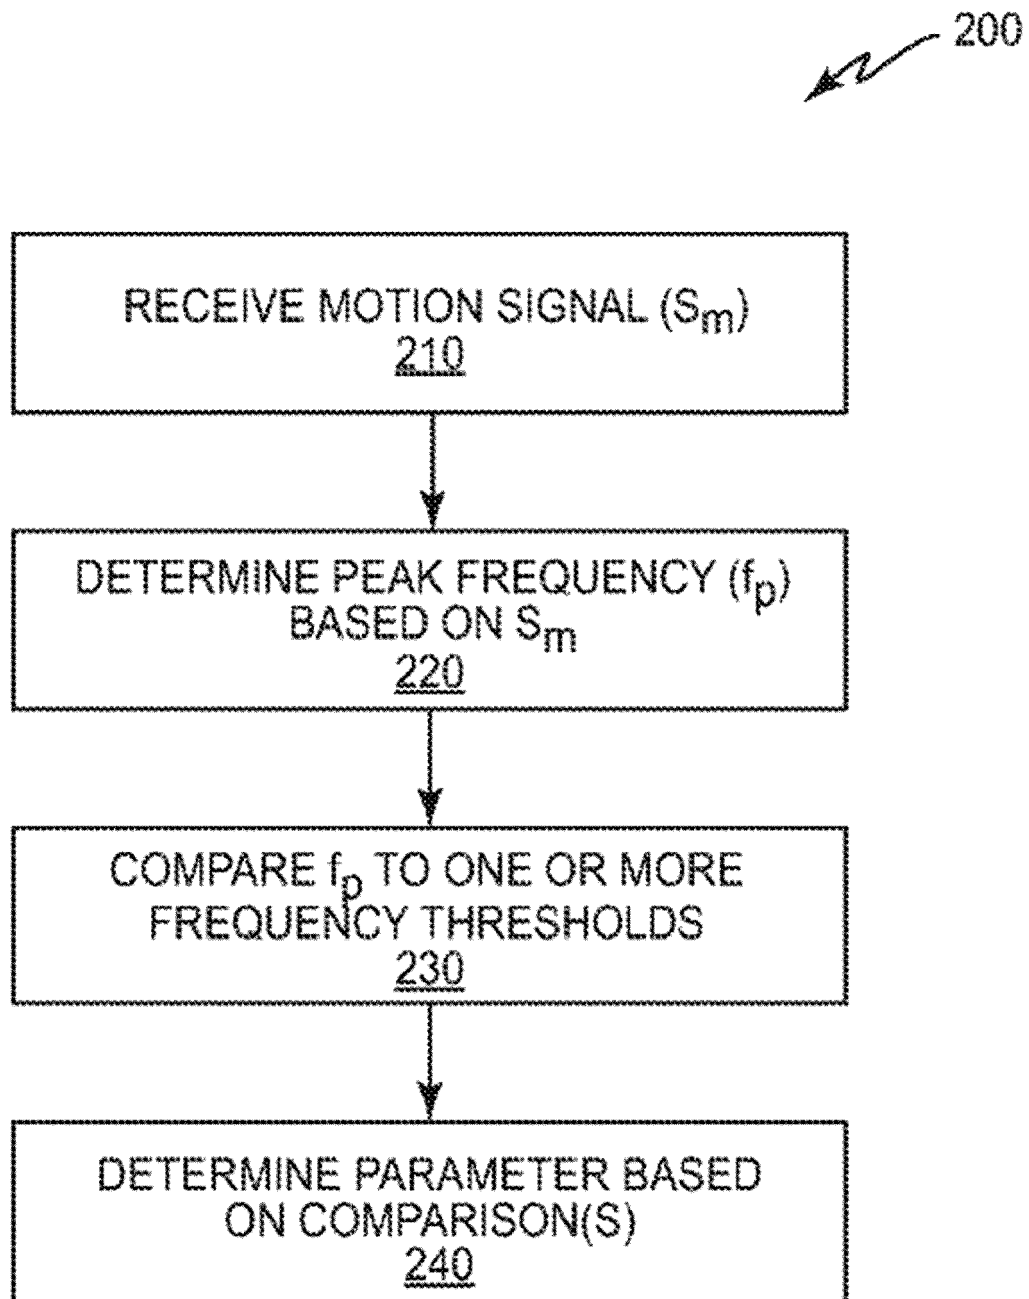 200
RECEIVE MOTION SIGNAL (Sm)
210
DETERMINE PEAK FREQUENCY (fp)
BASED ON Sm
220
COMPARE fp TO ONE OR MORE
FREQUENCY THRESHOLDS
230
DETERMINE PARAMETER BASED
ON COMPARISON(S)
240